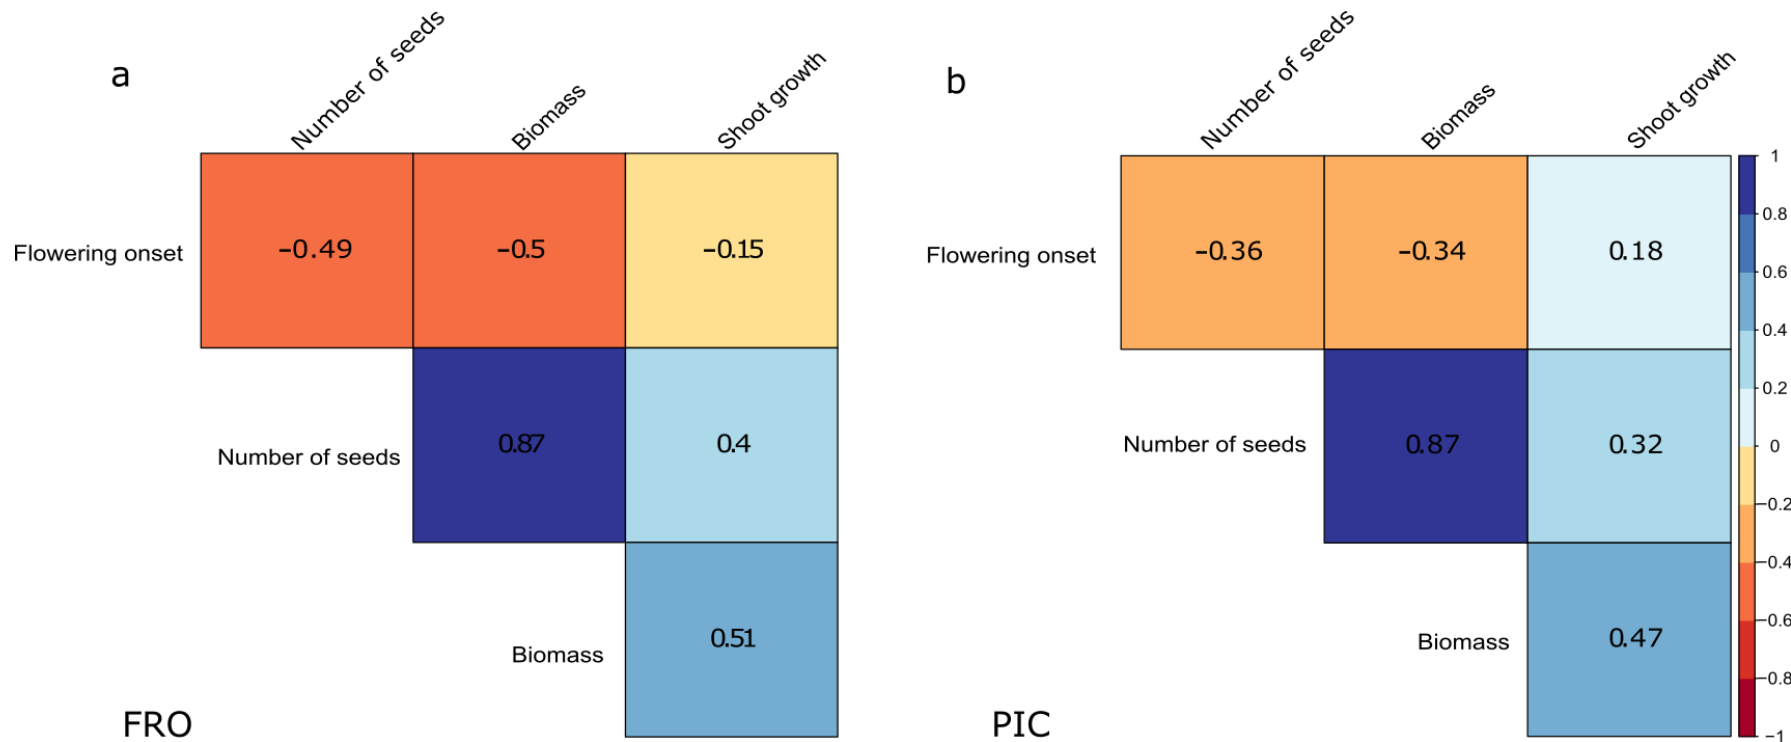 a
Number of seeds
Biomass
Shoot growth
Flowering onset
−0.49
−0.5
−0.15
Number of seeds
0.87
0.4
Biomass
0.51
FRO
b
Number of seeds
Biomass
Shoot growth
Flowering onset
−0.36
−0.34
0.18
Number of seeds
0.87
0.32
Biomass
0.47
PIC
1
0.8
0.6
0.4
0.2
0
−0.2
−0.4
−0.6
−0.8
−1